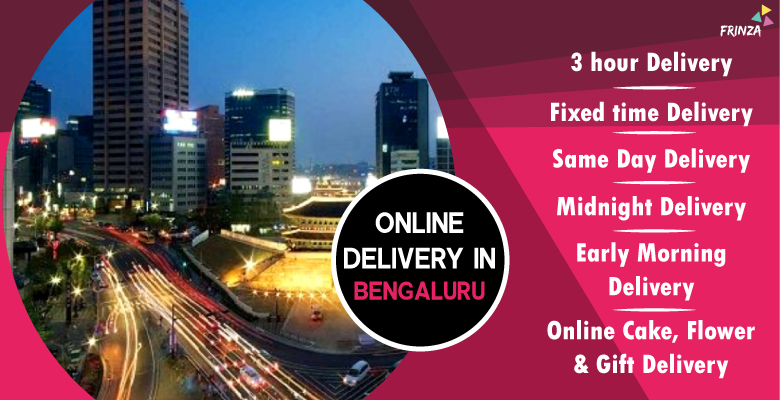 FRINZA
3 hour Delivery
Fixed time Delivery
Same Day Delivery
Midnight Delivery
Early Morning
Delivery
Online Cake, Flower
& Gift Delivery
ONLINE
DELIVERY IN
BENGALURU